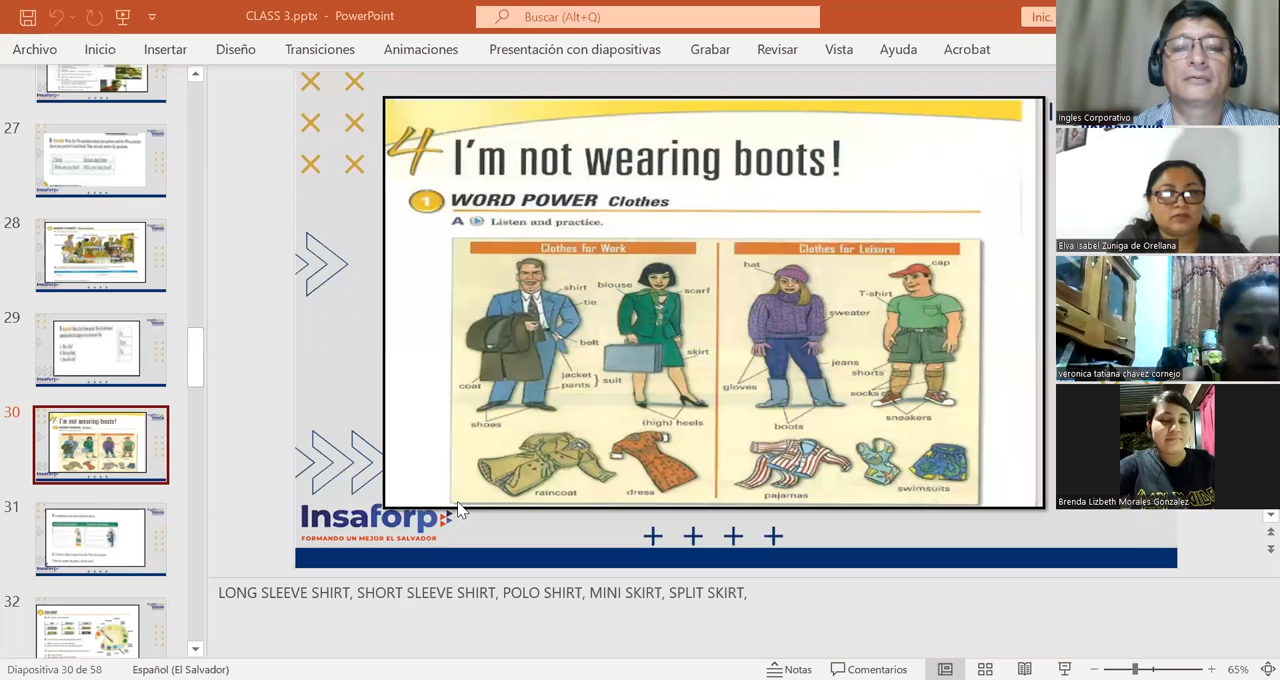 CLASS 3.pptx - PowerPoint
Buscar (Alt+Q)
Inic.
Archivo Inicio Insertar Diseño Transiciones Animaciones Presentación con diapositivas Grabar Revisar Vista Ayuda Acrobat
27
28
29
30
31
32
4 I'm not wearing boots!
1 WORD POWER Clothes
A Listen and practice.
Clothes for Work
Clothes for Leisure
shirt
blouse
tie
scarf
belt
skirt
jacket
pants } suit
coat
shoes
(high) heels
raincoat
dress
hat
cap
T-shirt
sweater
jeans
shorts
gloves
socks
boots
sneakers
pajamas
swimsuits
Insaforp
FORMANDO UN MEJOR EL SALVADOR
LONG SLEEVE SHIRT, SHORT SLEEVE SHIRT, POLO SHIRT, MINI SKIRT, SPLIT SKIRT,
Ingles Corporativo
Elva Isabel Zuniga de Orellana
veronica tatiana chavez cornejo
Brenda Lizbeth Morales Gonzalez
Diapositiva 30 de 58 Español (El Salvador) Notas Comentarios 65%